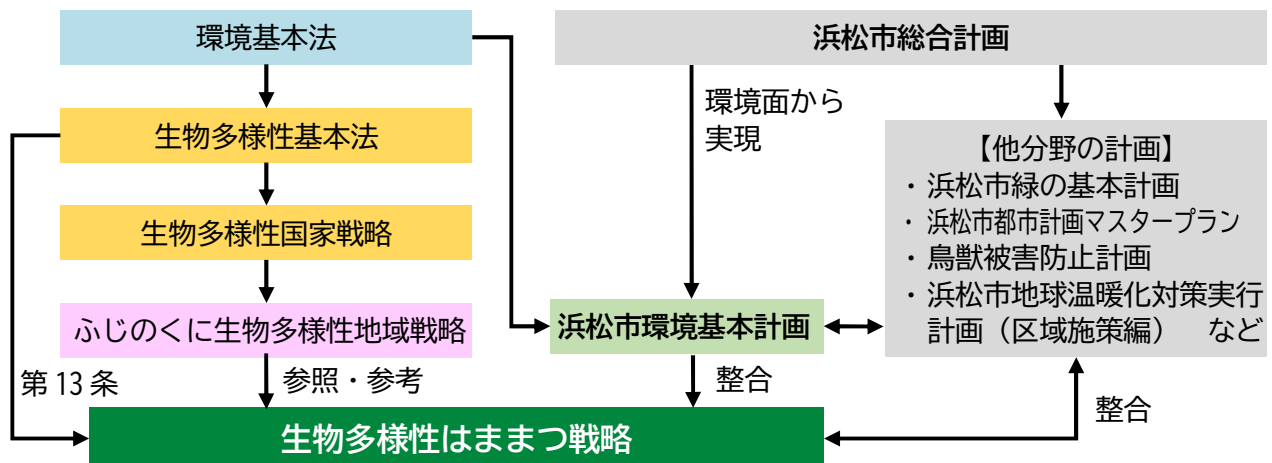 環境基本法
浜松市総合計画
環境面から
実現
生物多様性基本法
【他分野の計画】
・浜松市緑の基本計画
・浜松市都市計画マスタープラン
・鳥獣被害防止計画
・浜松市地球温暖化対策実行
計画（区域施策編）　など
生物多様性国家戦略
ふじのくに生物多様性地域戦略
浜松市環境基本計画
第13条
参照・参考
整合
整合
生物多様性はままつ戦略